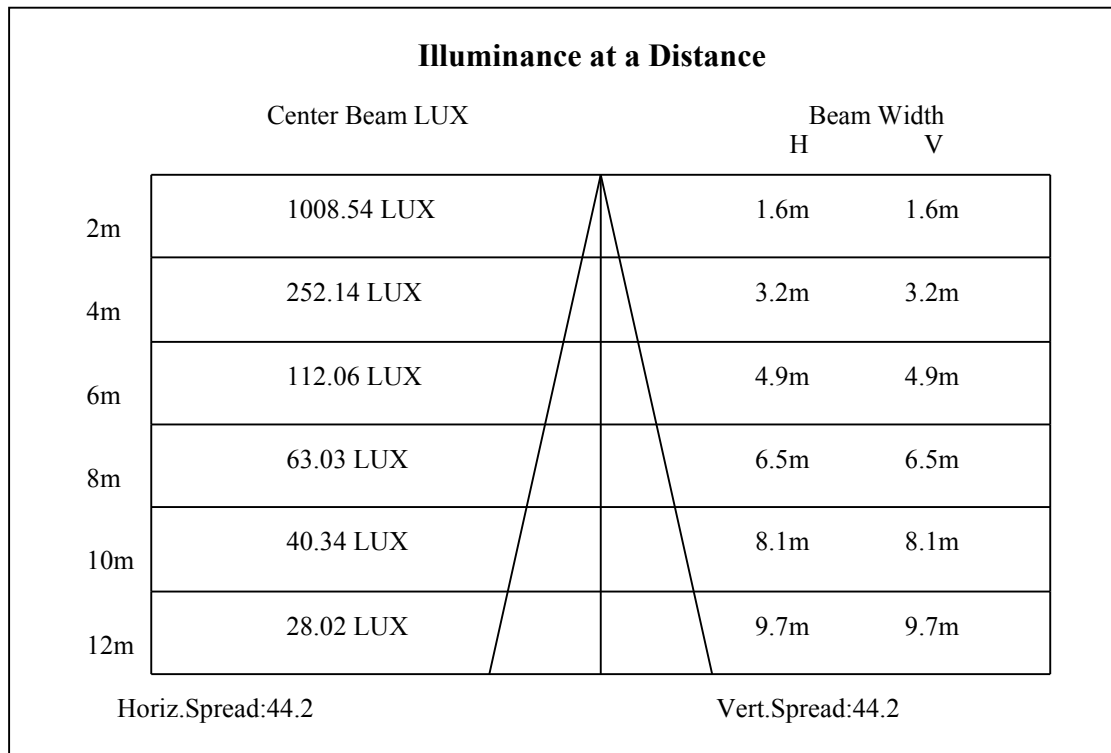 Illuminance at a Distance
Center Beam LUX Beam Width
H V
2m 1008.54 LUX 1.6m 1.6m
4m 252.14 LUX 3.2m 3.2m
6m 112.06 LUX 4.9m 4.9m
8m 63.03 LUX 6.5m 6.5m
10m 40.34 LUX 8.1m 8.1m
12m 28.02 LUX 9.7m 9.7m
Horiz.Spread:44.2 Vert.Spread:44.2